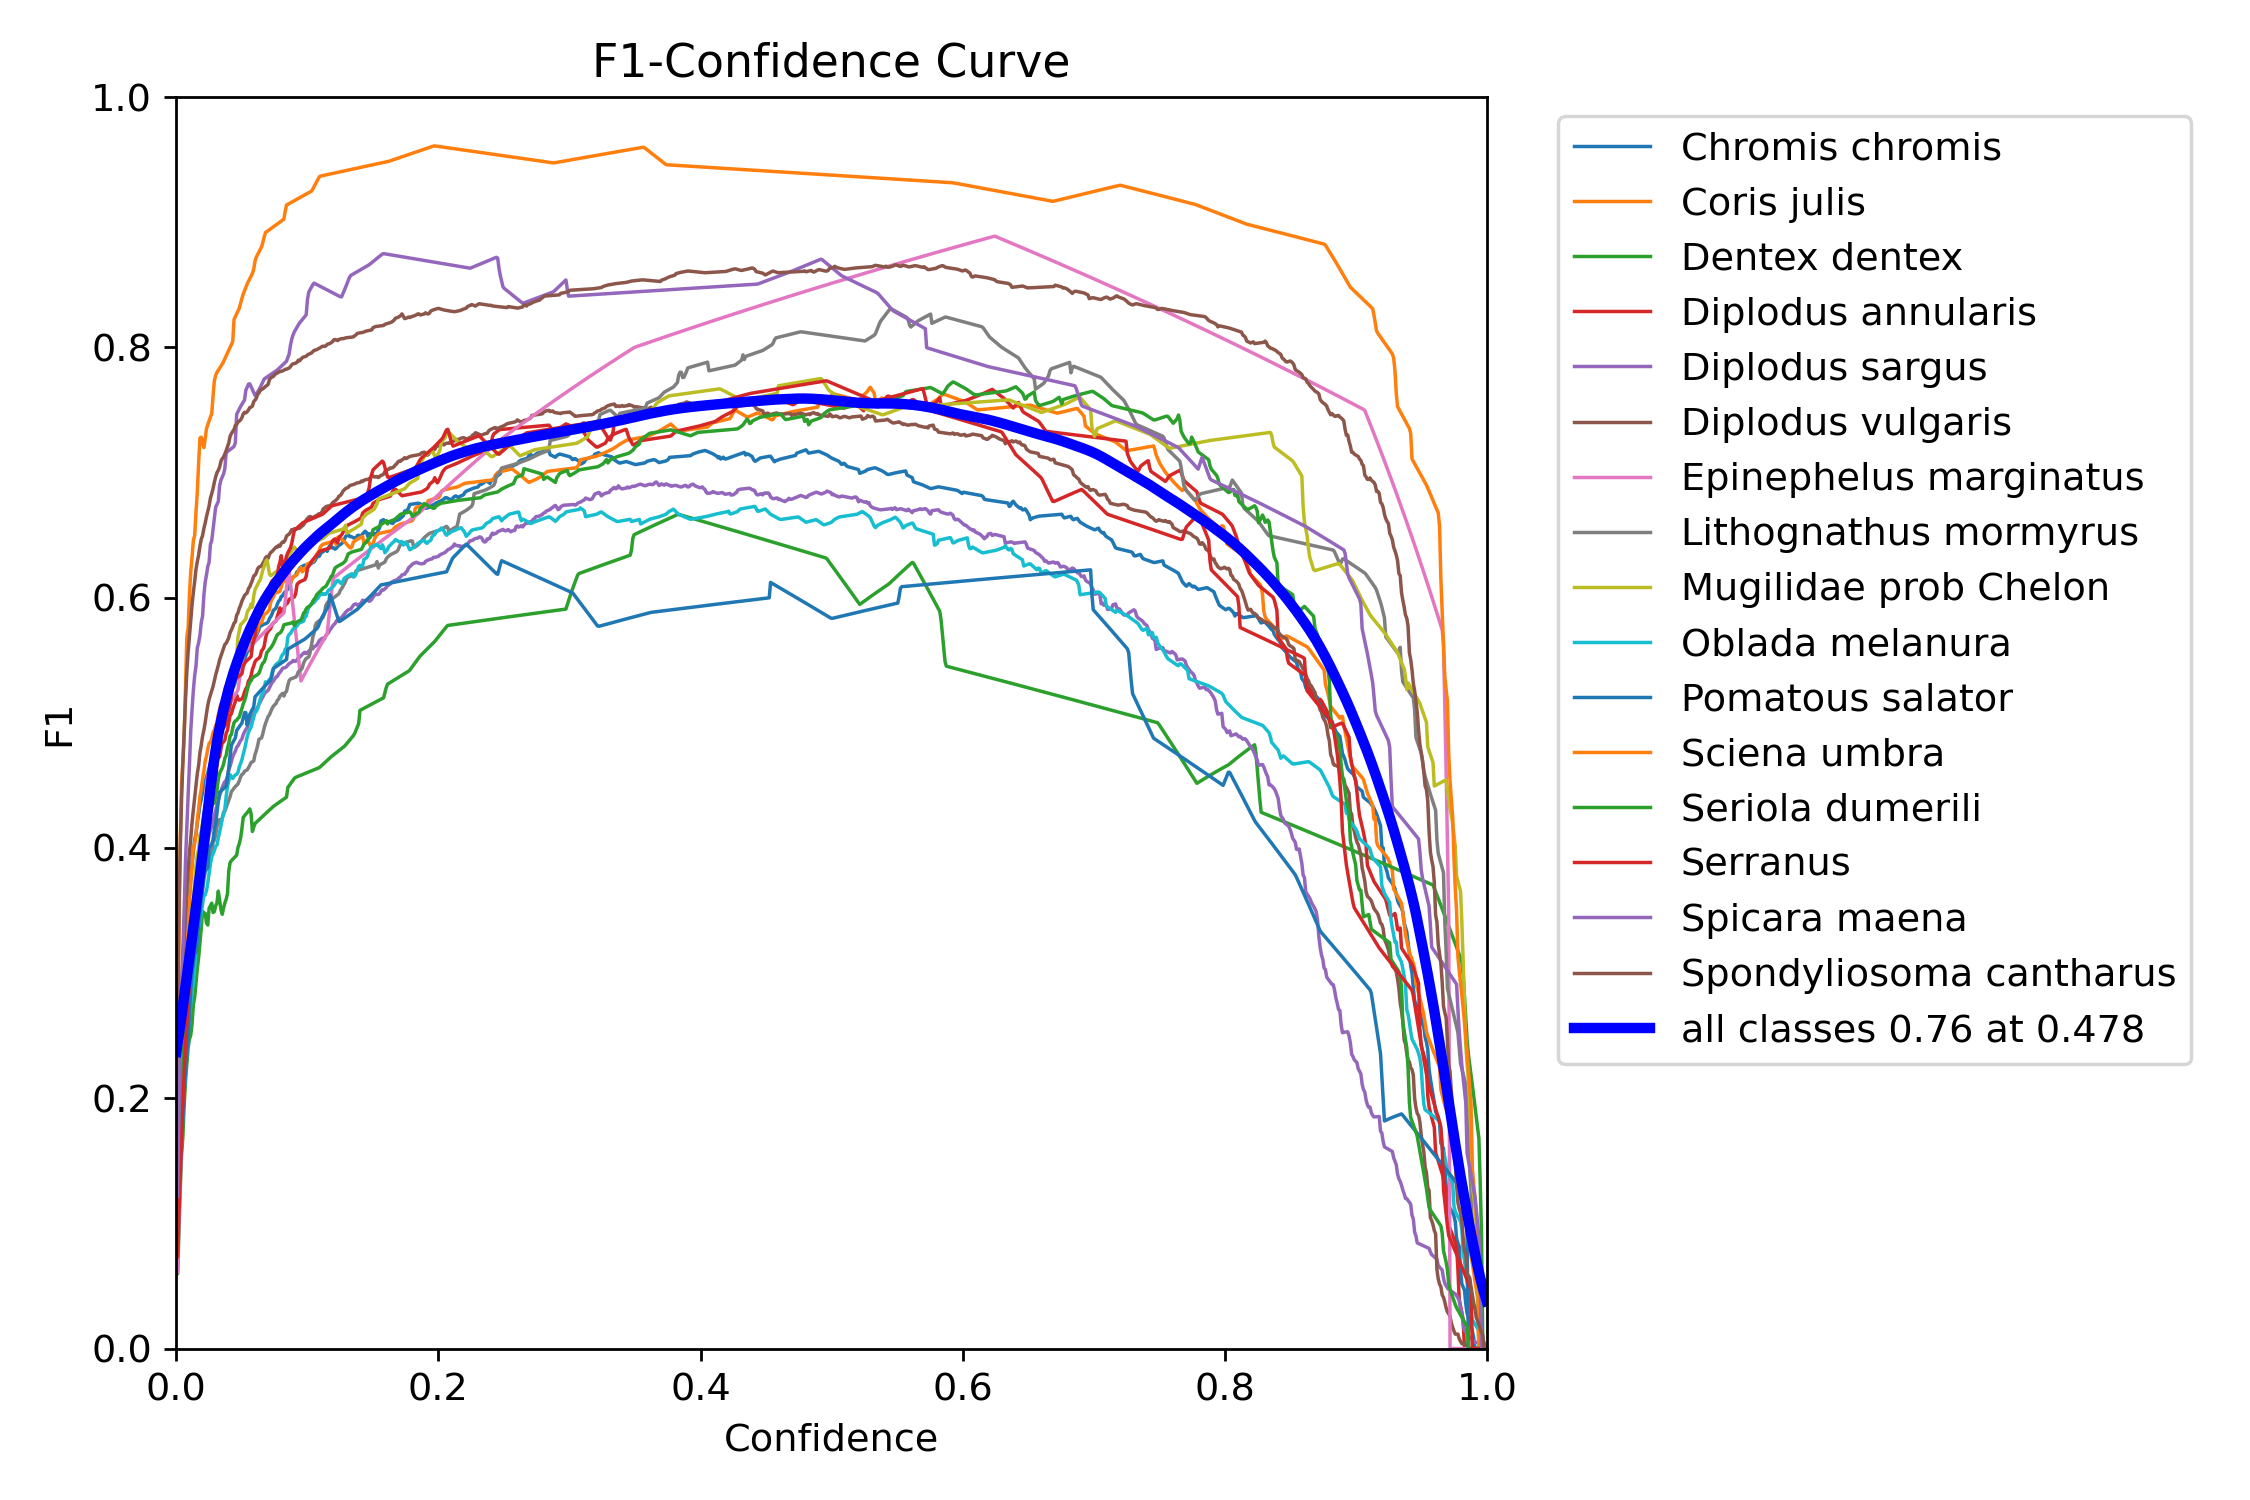 F1-Confidence Curve
1.0
0.8
0.6
0.4
0.2
0.0
F1
0.0 0.2 0.4 0.6 0.8 1.0
Confidence
Chromis chromis
Coris julis
Dentex dentex
Diplodus annularis
Diplodus sargus
Diplodus vulgaris
Epinephelus marginatus
Lithognathus mormyrus
Mugilidae prob Chelon
Oblada melanura
Pomatous salator
Sciena umbra
Seriola dumerili
Serranus
Spicara maena
Spondyliosoma cantharus
all classes 0.76 at 0.478